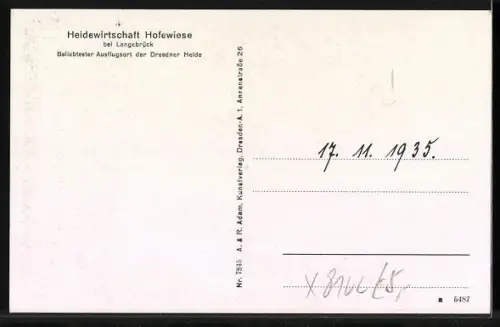 Heidewirtschaft Hofewiese
bei Langebrück
Beliebtester Ausflugsort der Dresdner Heide
Nr. 7845 A. & R. Adam, Kunstverlag, Dresden-A. 1, Annenstraße 26
17. 11. 1935.
5487